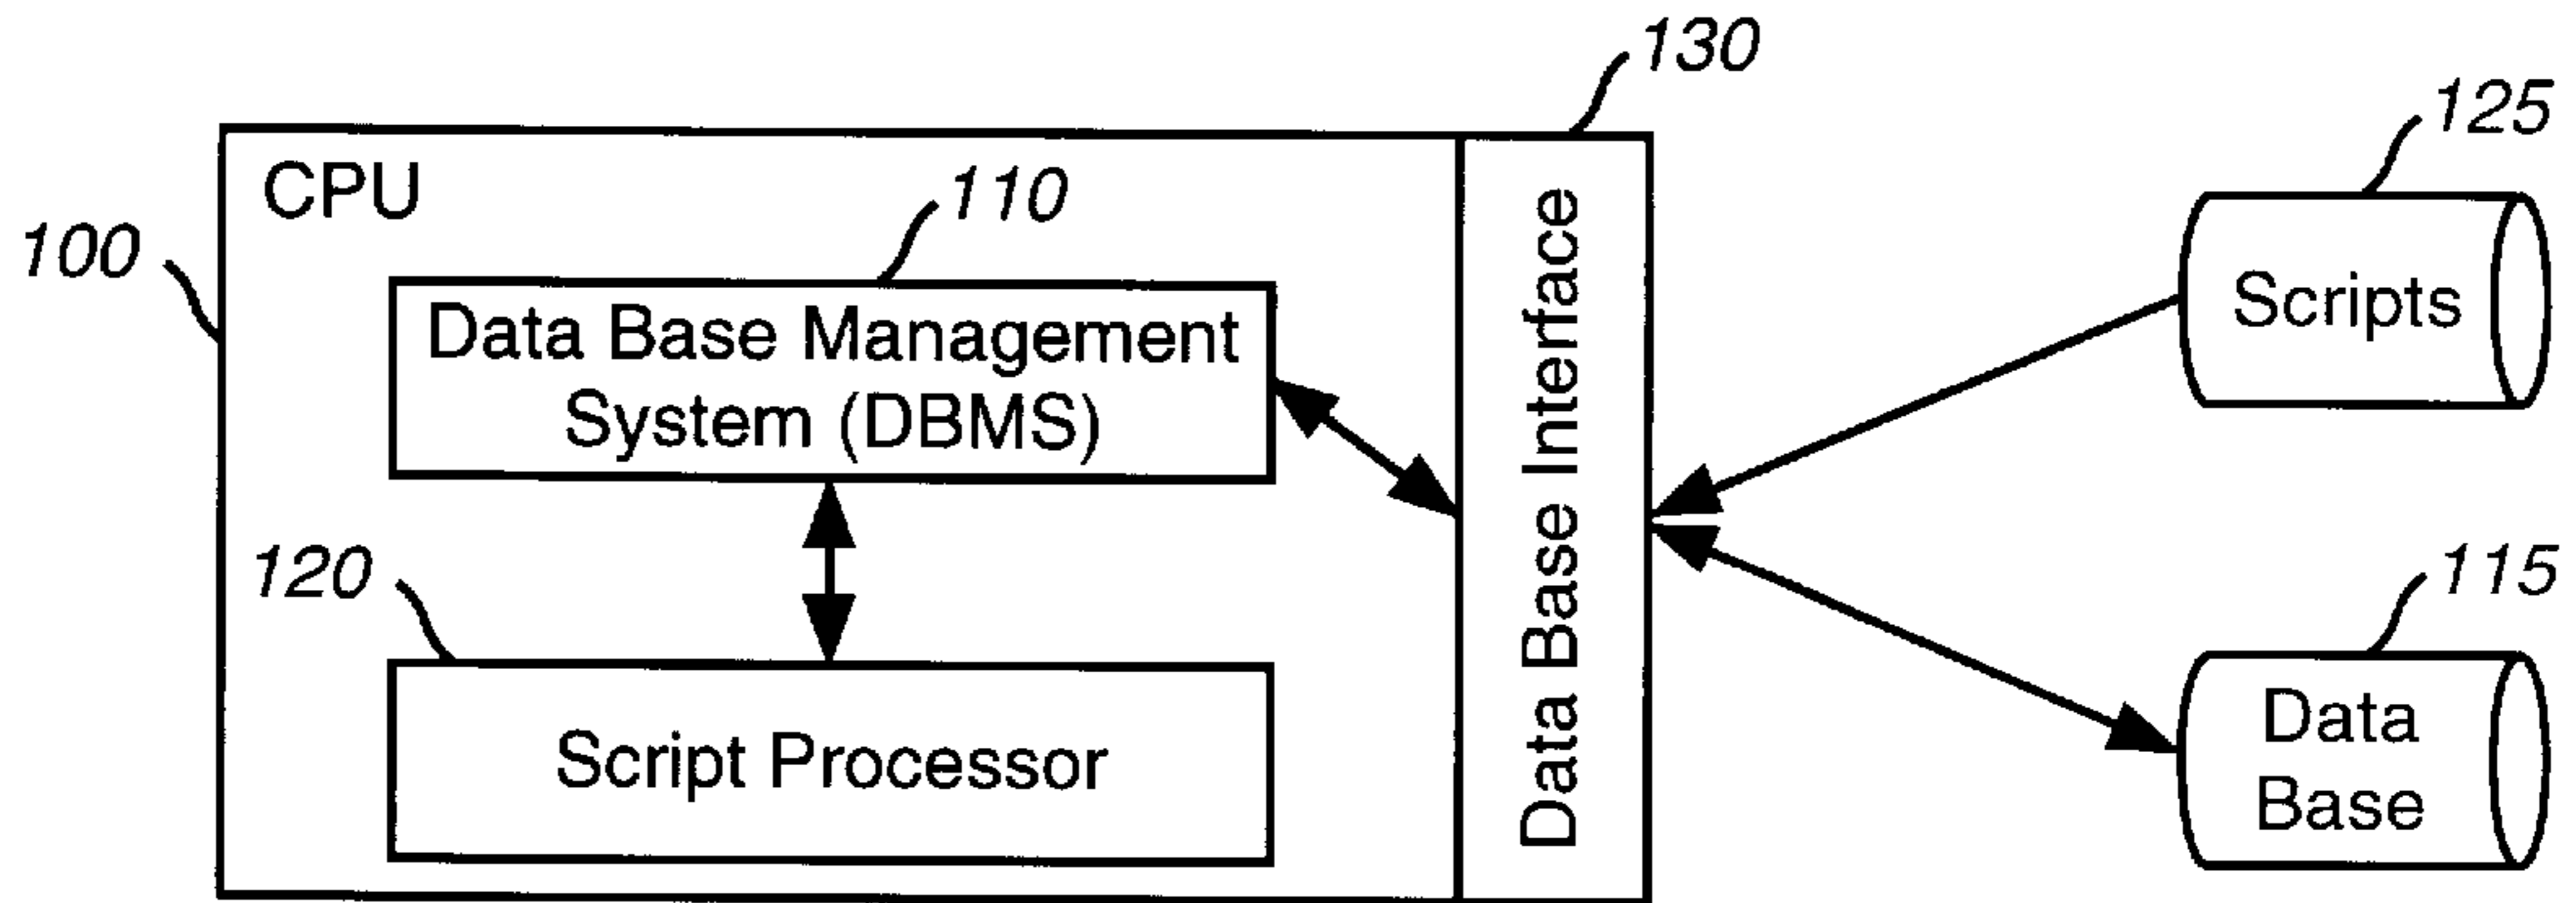 130
125
CPU
110
100
Data Base Management
System (DBMS)
Data Base Interface
Scripts
120
115
Script Processor
Data
Base